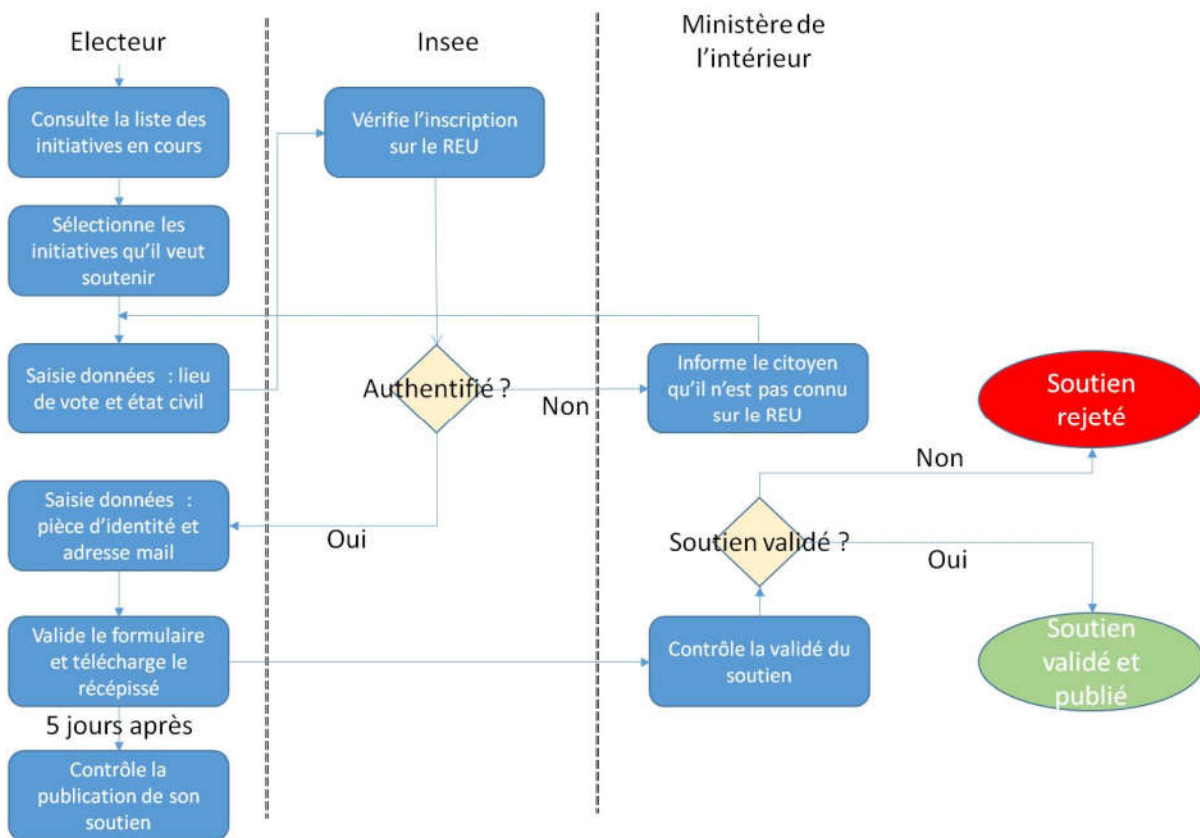 Electeur
Insee
Ministère de
l'intérieur
Consulte la liste des
initiatives en cours
Vérifie l'inscription
sur le REU
Sélectionne les
initiatives qu'il veut
soutenir
Saisie données : lieu
de vote et état civil
Authentifié ?
Non
Informe le citoyen
qu'il n'est pas connu
sur le REU
Soutien
rejeté
Non
Saisie données :
pièce d'identité et
adresse mail
Oui
Soutien validé ?
Oui
Valide le formulaire
et télécharge le
récépissé
Contrôle la validé du
soutien
Soutien
validé et
publié
5 jours après
Contrôle la
publication de son
soutien